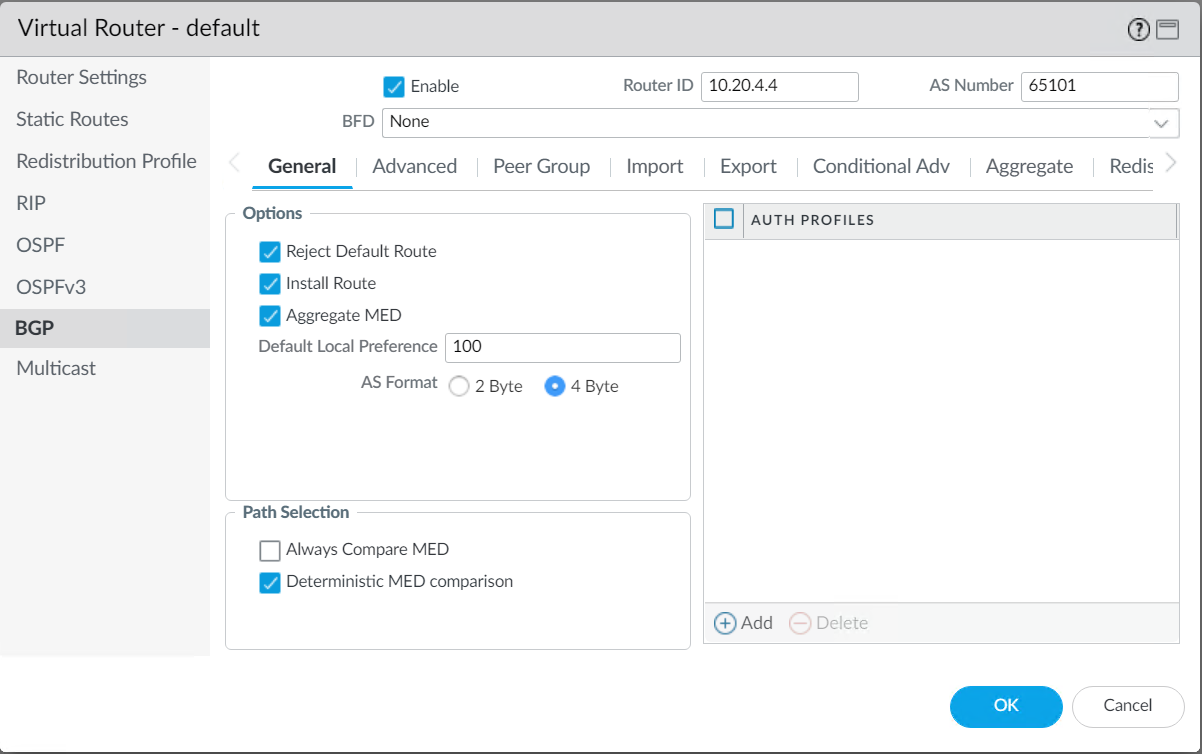 Virtual Router - default
?
Router Settings
Static Routes
Redistribution Profile
RIP
OSPF
OSPFv3
BGP
Multicast
Enable
Router ID 10.20.4.4
AS Number 65101
BFD None
General Advanced Peer Group Import Export Conditional Adv Aggregate Redis
Options
Reject Default Route
Install Route
Aggregate MED
Default Local Preference 100
AS Format 2 Byte 4 Byte
Path Selection
Always Compare MED
Deterministic MED comparison
AUTH PROFILES
Add Delete
OK Cancel